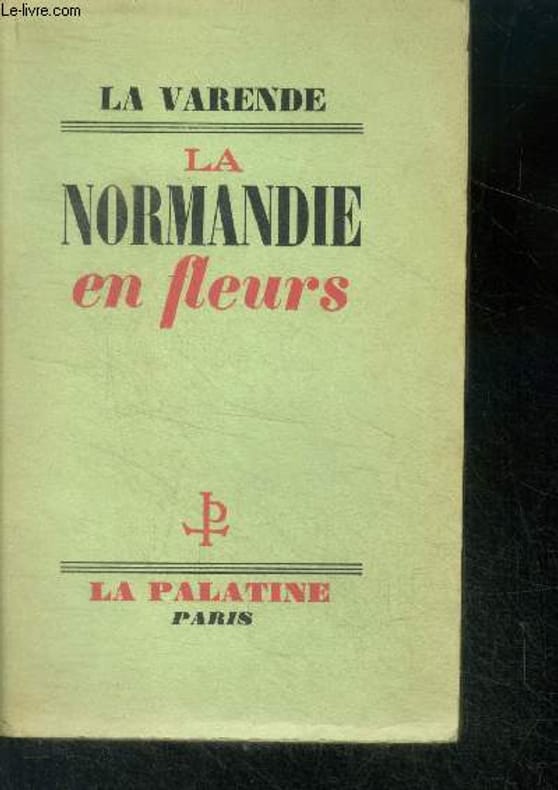 Le-livre.com
LA VARENDE
LA
NORMANDIE
en fleurs
LA PALATINE
PARIS